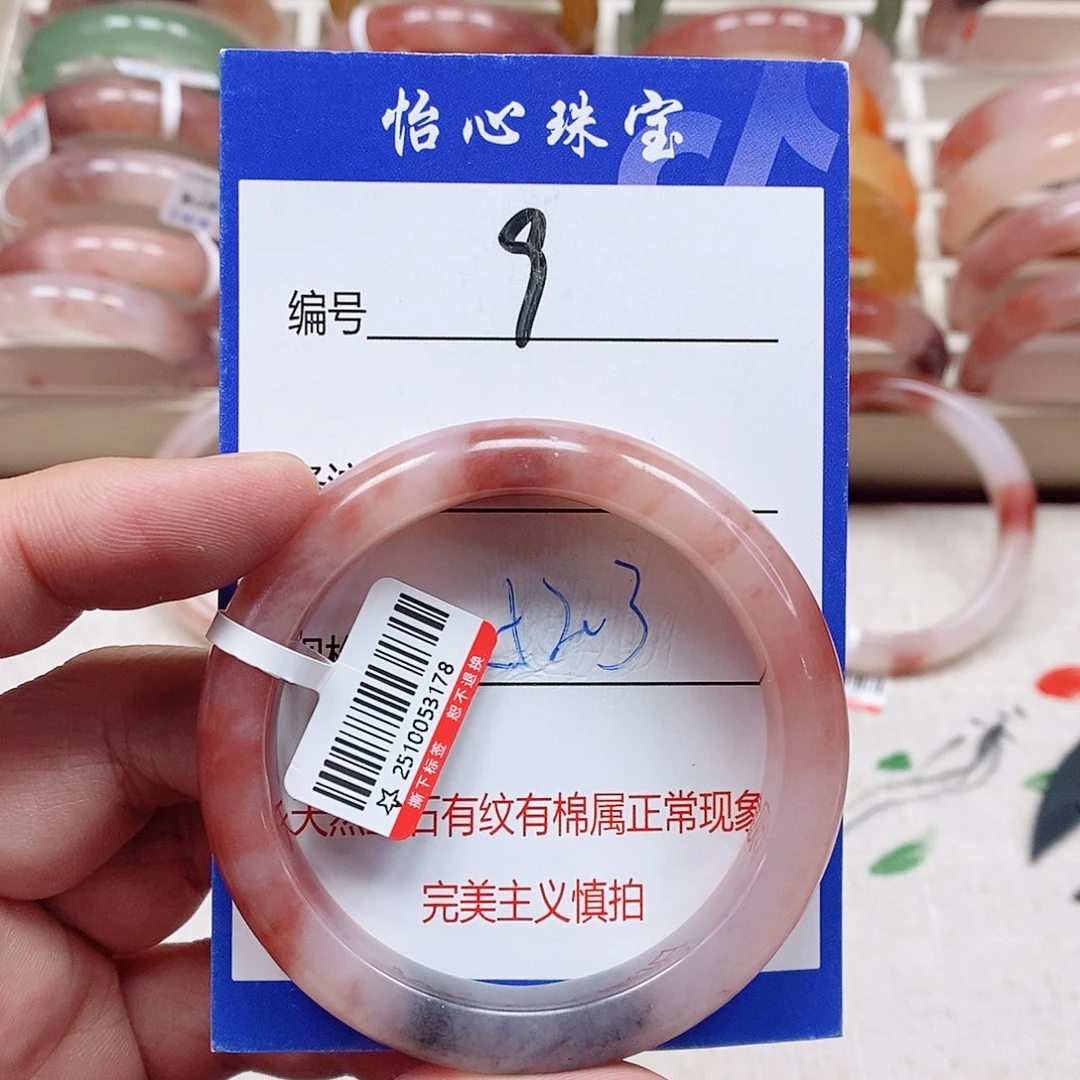 怡心珠宝
编号 9
☆ 2510053178
撕下标签 恕不退换
天然 石有纹有棉属正常现象
完美主义慎拍